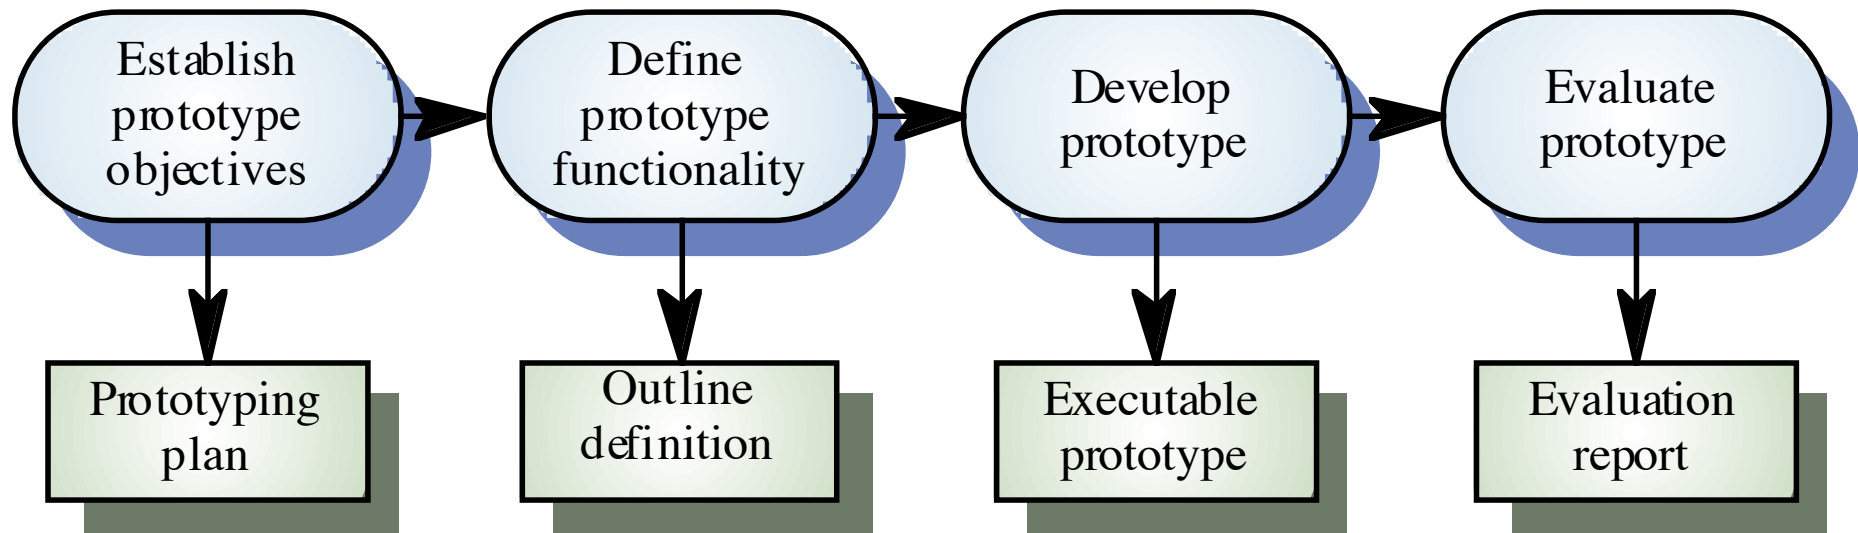 Establish
prototype
objectives
Define
prototype
functionality
Develop
prototype
Evaluate
prototype
Prototyping
plan
Outline
definition
Executable
prototype
Evaluation
report